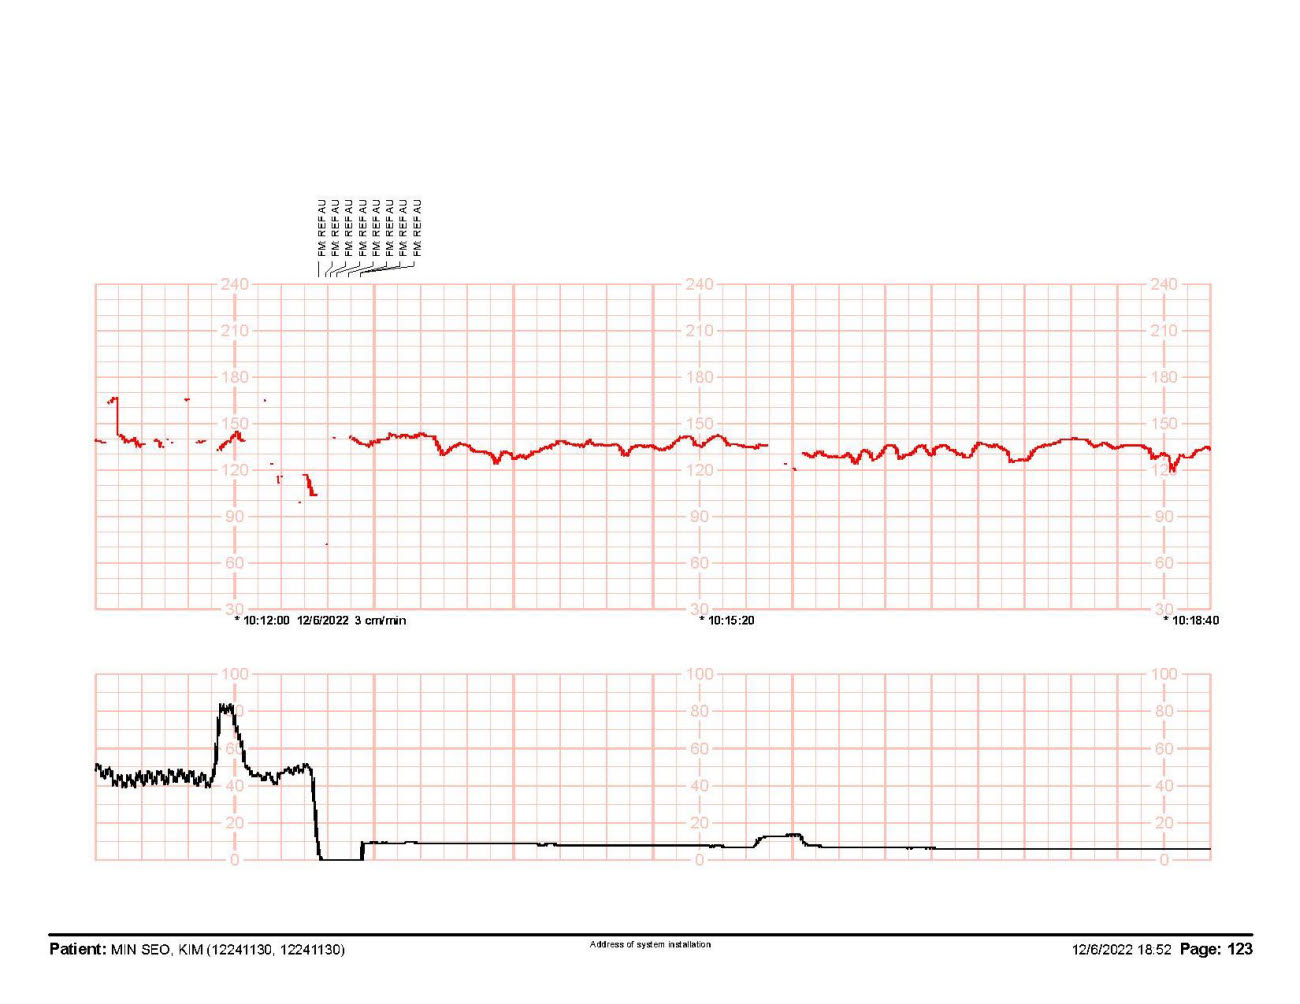 FM: REF AU
FM: REF AU
FM: REF AU
FM: REF AU
FM: REF AU
FM: REF AU
FM: REF AU
FM: REF AU
240 240 240
210 210 210
180 180 180
150 150 150
120 120 120
90 90 90
60 60 60
30 30 30
* 10:12:00 12/6/2022 3 cm/min * 10:15:20 * 10:18:40
100 100 100
80 80 80
60 60 60
40 40 40
20 20 20
0 0 0
Patient: MIN SEO, KIM (12241130, 12241130) Address of system installation 12/6/2022 18:52 Page: 123